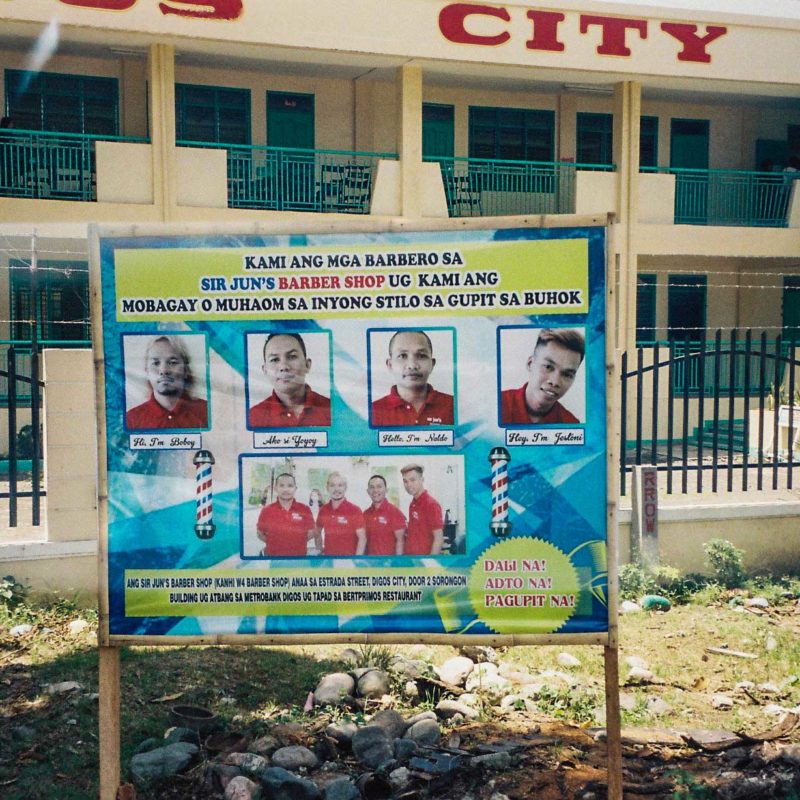 OS CITY
KAMI ANG MGA BARBERO SA
SIR JUN'S BARBER SHOP UG KAMI ANG
MOBAGAY O MUHAOM SA INYONG STILO SA GUPIT SA BUHOK
Hi, I'm Boboy
Ako si Yoyoy
Hello, I'm Naldo
Hey, I'm Jestoni
ANG SIR JUN'S BARBER SHOP (KANHI W4 BARBER SHOP) ANAA SA ESTRADA STREET, DIGOS CITY, DOOR 2 SORONGON
BUILDING UG ATBANG SA METROBANK DIGOS UG TAPAD SA BERTPRIMOS RESTAURANT
DALI NA!
ADTO NA!
PAGUPIT NA!
RROW